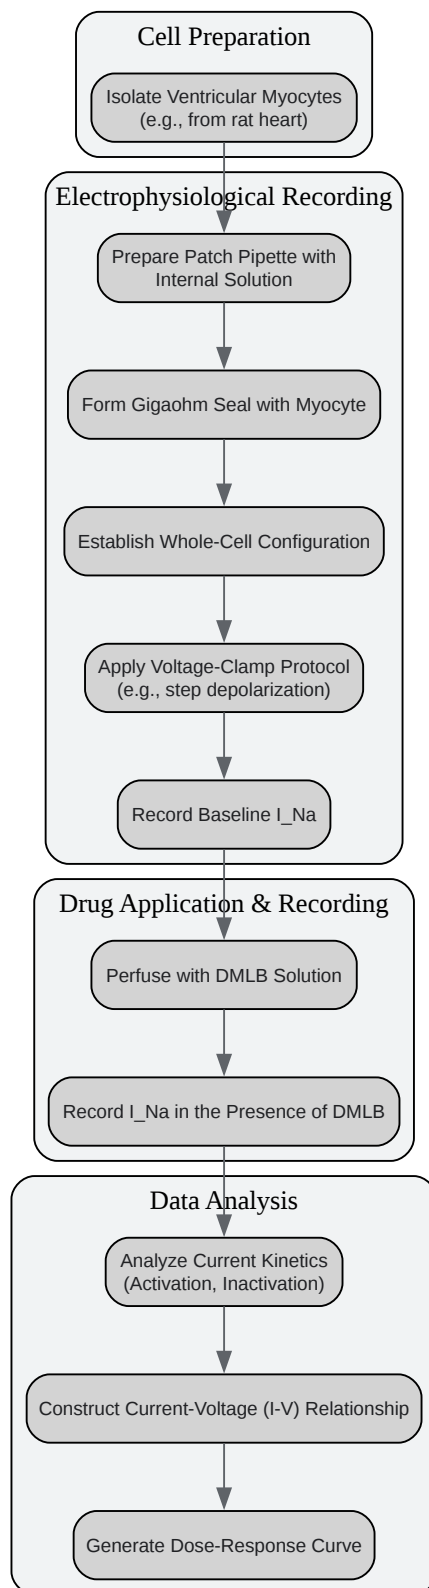 Cell Preparation
Isolate Ventricular Myocytes
(e.g., from rat heart)
Electrophysiological Recording
Prepare Patch Pipette with
Internal Solution
Form Gigaohm Seal with Myocyte
Establish Whole-Cell Configuration
Apply Voltage-Clamp Protocol
(e.g., step depolarization)
Record Baseline I_Na
Drug Application & Recording
Perfuse with DMLB Solution
Record I_Na in the Presence of DMLB
Data Analysis
Analyze Current Kinetics
(Activation, Inactivation)
Construct Current-Voltage (I-V) Relationship
Generate Dose-Response Curve